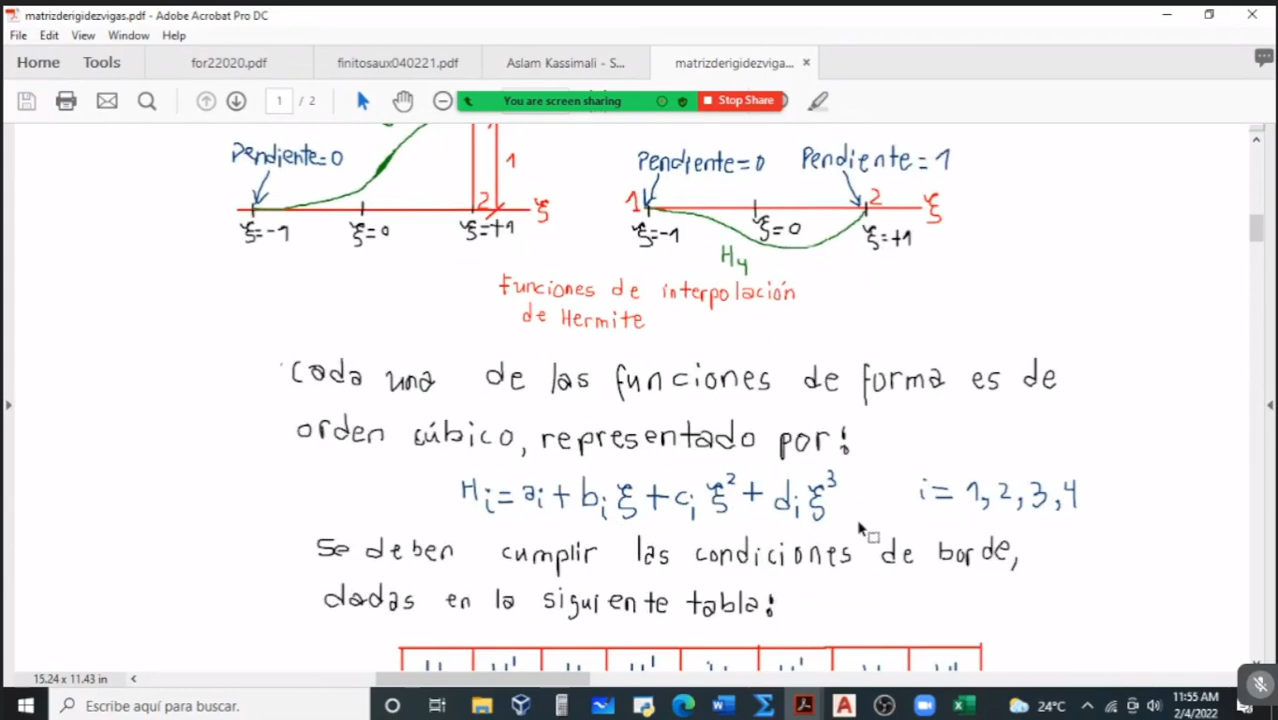 matrizderigidezvigas.pdf - Adobe Acrobat Pro DC
File Edit View Window Help
Home Tools for22020.pdf finitosaux040221.pdf Aslam Kassimali - S... matrizderigidezviga... ×
1 / 2 You are screen sharing Stop Share
Pendiente=0 1 Pendiente=0 Pendiente=1
2 ξ 1 2 ξ
ξ=-1 ξ=0 ξ=+1 ξ=-1 ξ=0 ξ=+1
H4
Funciones de interpolación
de Hermite
Cada una de las funciones de forma es de
orden cúbico, representado por:
Hi=ai+biξ+ciξ²+diξ³ i=1,2,3,4
Se deben cumplir las condiciones de borde,
dadas en la siguiente tabla:
15.24 x 11.43 in
Escribe aquí para buscar. 24°C 11:55 AM
2/4/2022